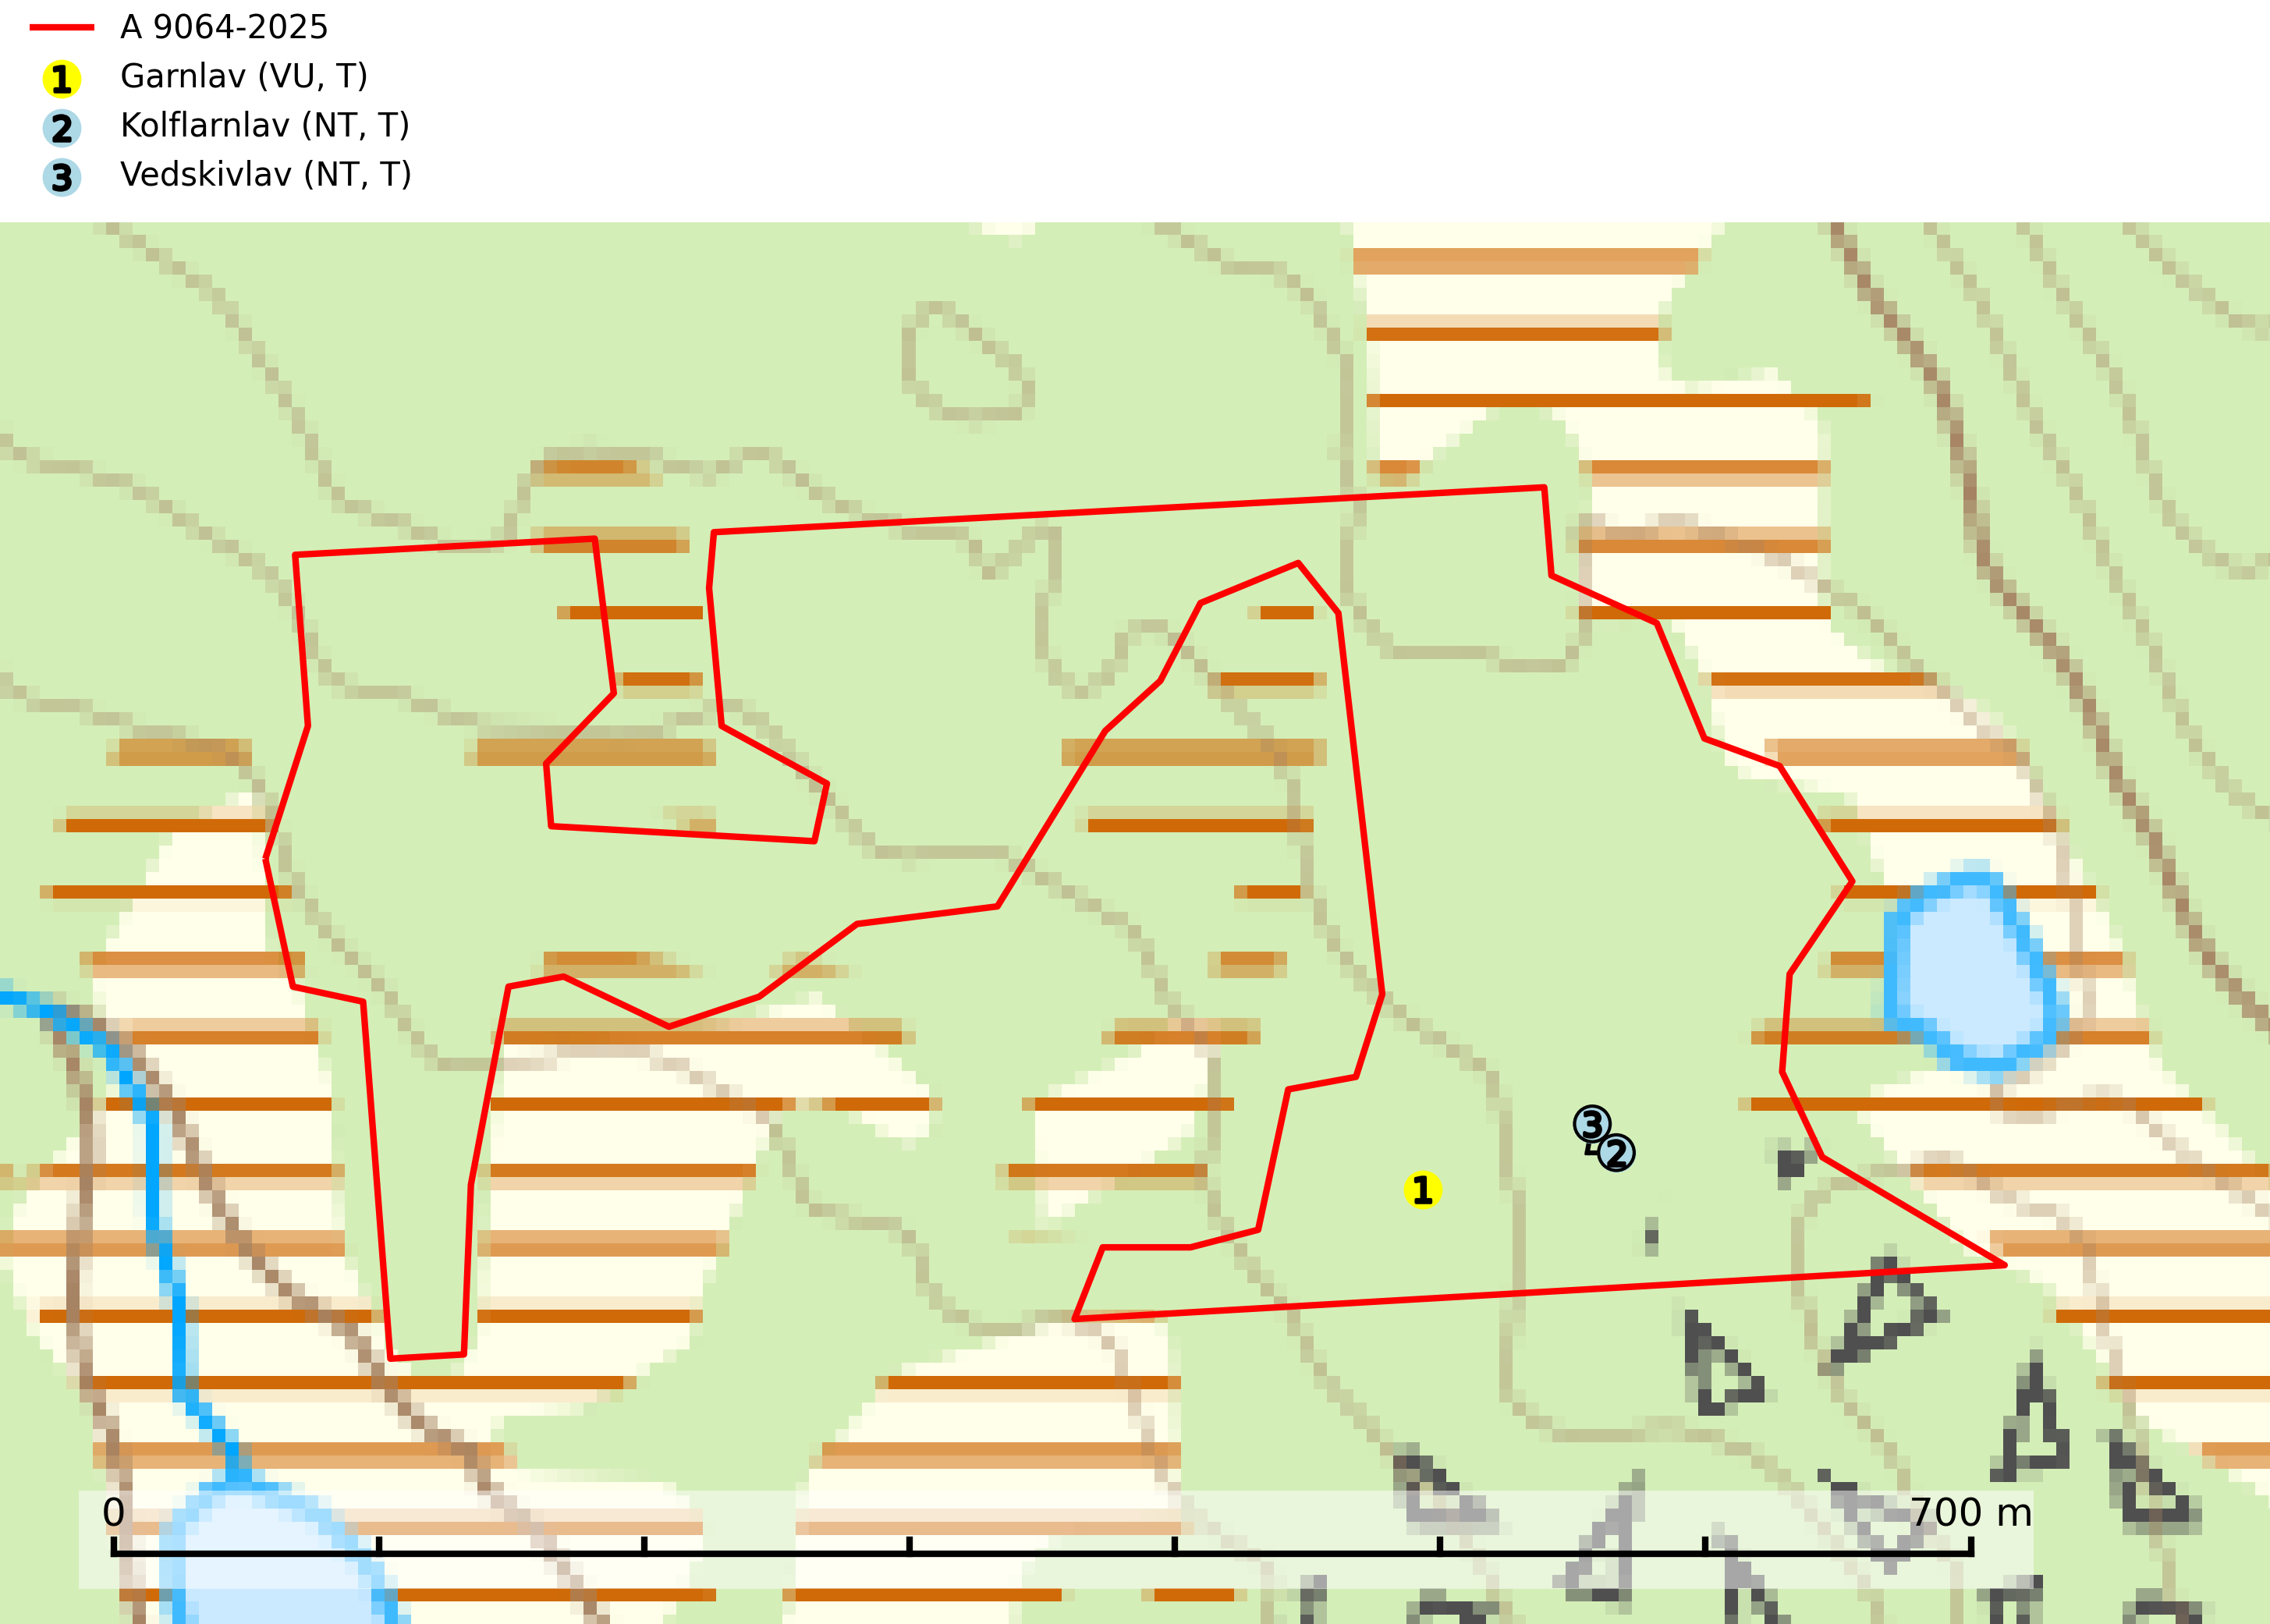 A 9064-2025
1 Garnlav (VU, T)
2 Kolflarnlav (NT, T)
3 Vedskivlav (NT, T)
3
2
1
0 700 m